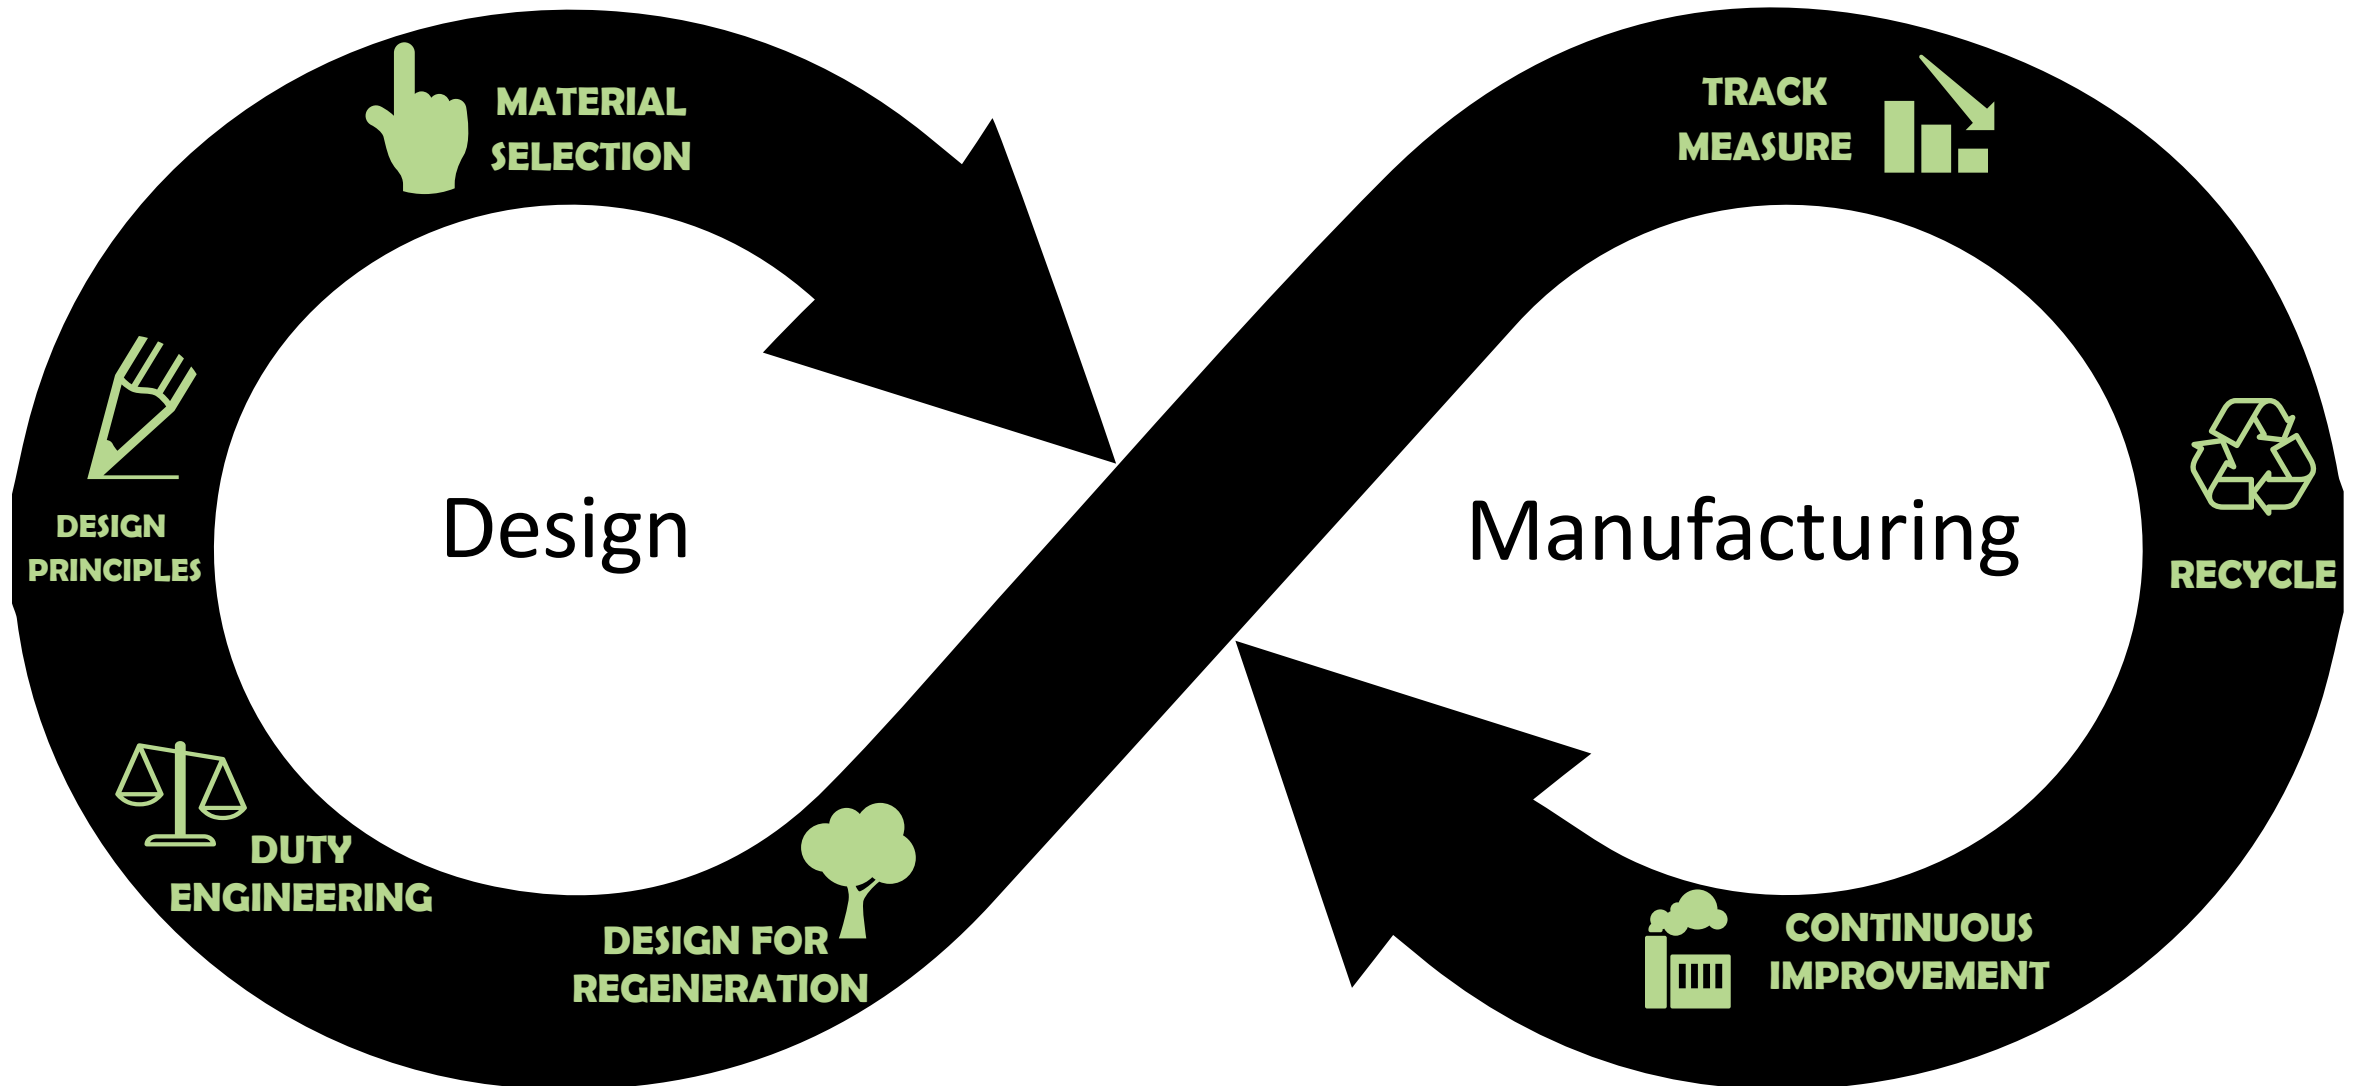 MATERIAL
SELECTION
DESIGN
PRINCIPLES
Design
DUTY
ENGINEERING
DESIGN FOR
REGENERATION
TRACK
MEASURE
Manufacturing
RECYCLE
CONTINUOUS
IMPROVEMENT